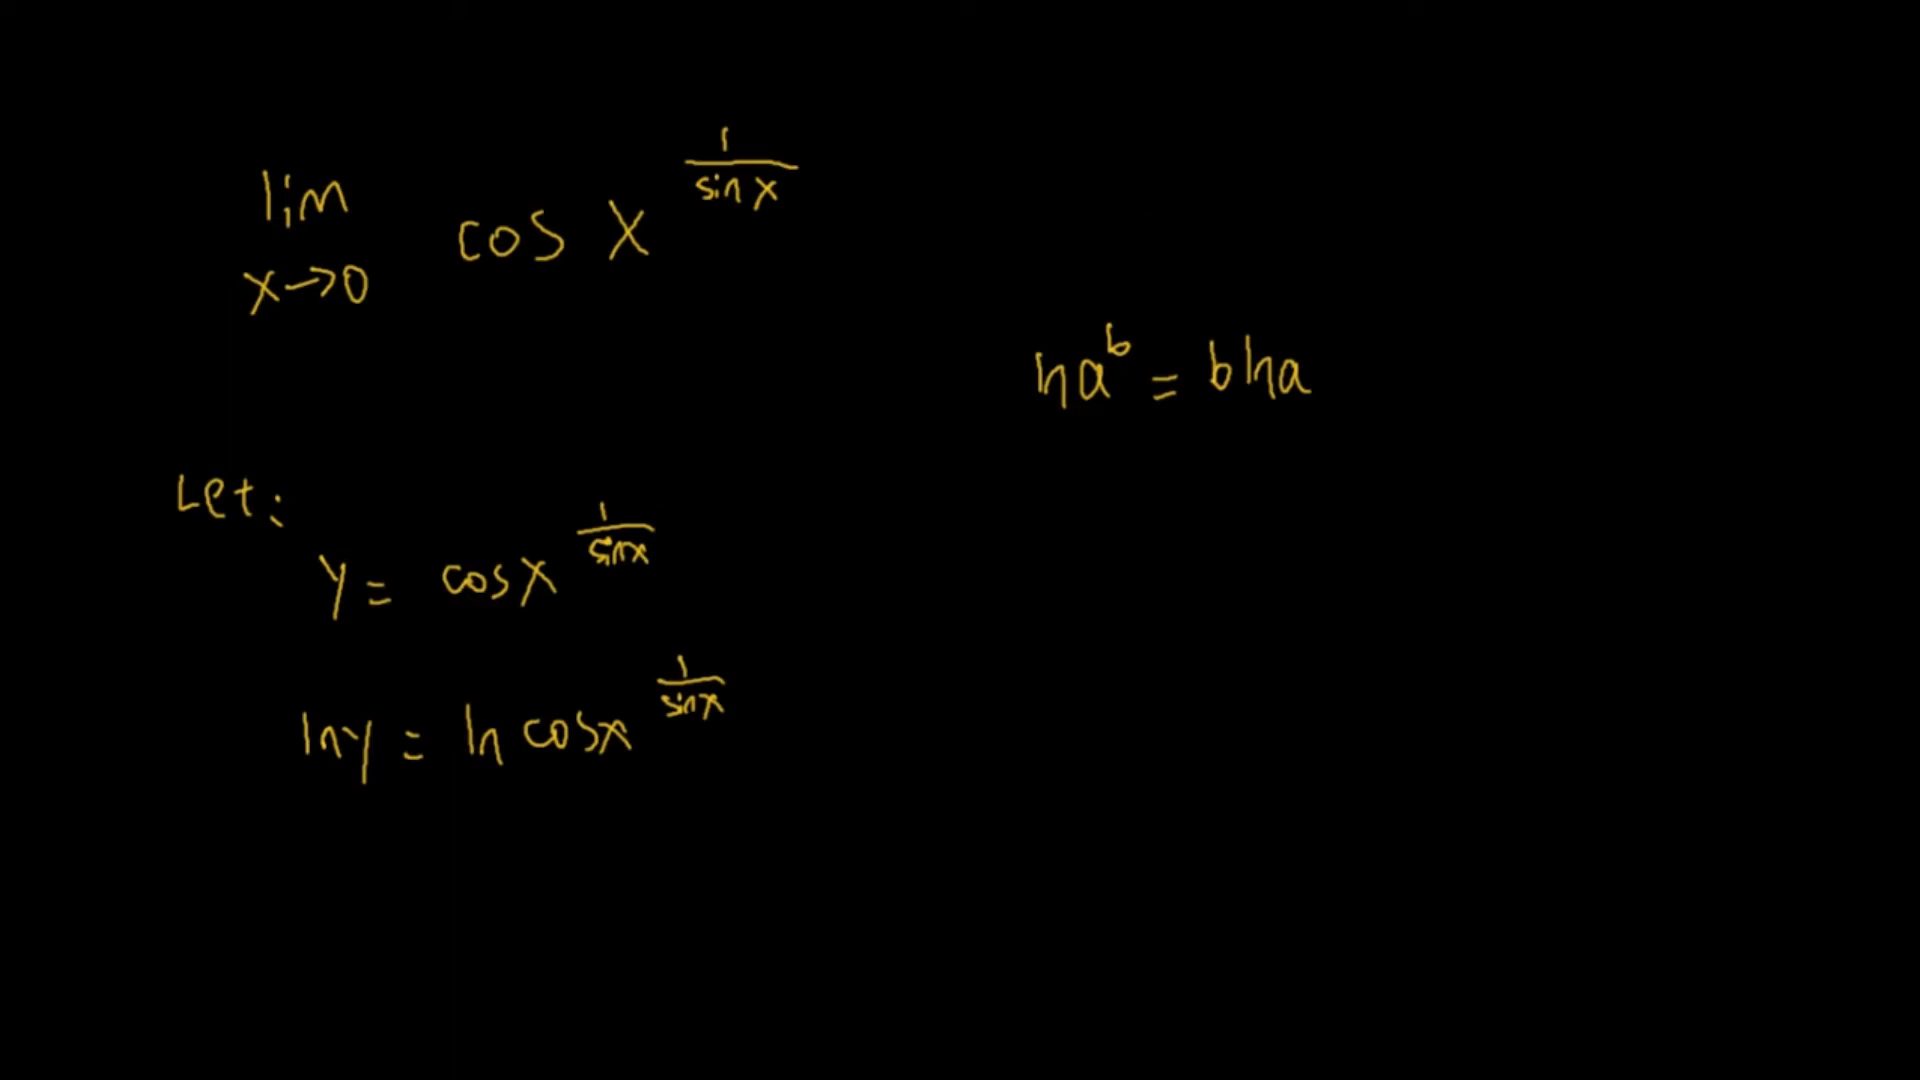 lim x→0 cos x^(1/sin x)
ln a^b = b ln a
Let:
y = cos x^(1/sin x)
ln y = ln cos x^(1/sin x)